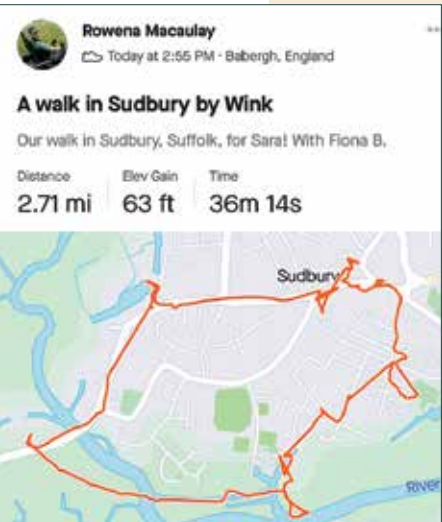 Rowena Macaulay
Today at 2:55 PM · Babergh, England
A walk in Sudbury by Wink
Our walk in Sudbury, Suffolk, for Sara! With Fiona B.
Distance
Elev Gain
Time
2.71 mi
63 ft
36m 14s
Sudbury
River